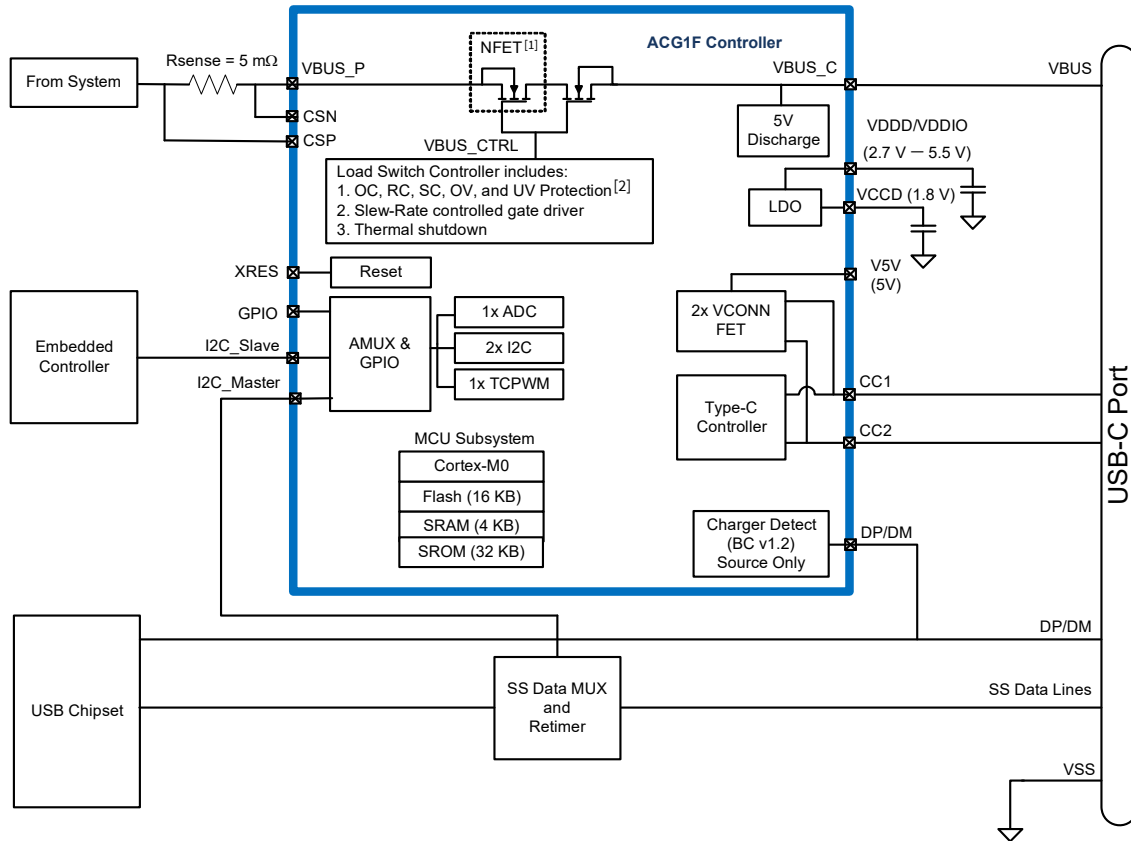 ACG1F Controller
NFET[1]
Rsense = 5 mΩ
From System
VBUS_P
VBUS_C
VBUS
CSN
CSP
5V
Discharge
VBUS_CTRL
VDDD/VDDIO
(2.7 V — 5.5 V)
Load Switch Controller includes:
1. OC, RC, SC, OV, and UV Protection[2]
2. Slew-Rate controlled gate driver
3. Thermal shutdown
LDO
VCCD (1.8 V)
XRES
Reset
V5V
(5V)
GPIO
AMUX &
GPIO
1x ADC
2x I2C
1x TCPWM
2x VCONN
FET
Embedded
Controller
I2C_Slave
I2C_Master
Type-C
Controller
CC1
CC2
USB-C Port
MCU Subsystem
Cortex-M0
Flash (16 KB)
SRAM (4 KB)
SROM (32 KB)
Charger Detect
(BC v1.2)
Source Only
DP/DM
USB Chipset
DP/DM
SS Data MUX
and
Retimer
SS Data Lines
VSS